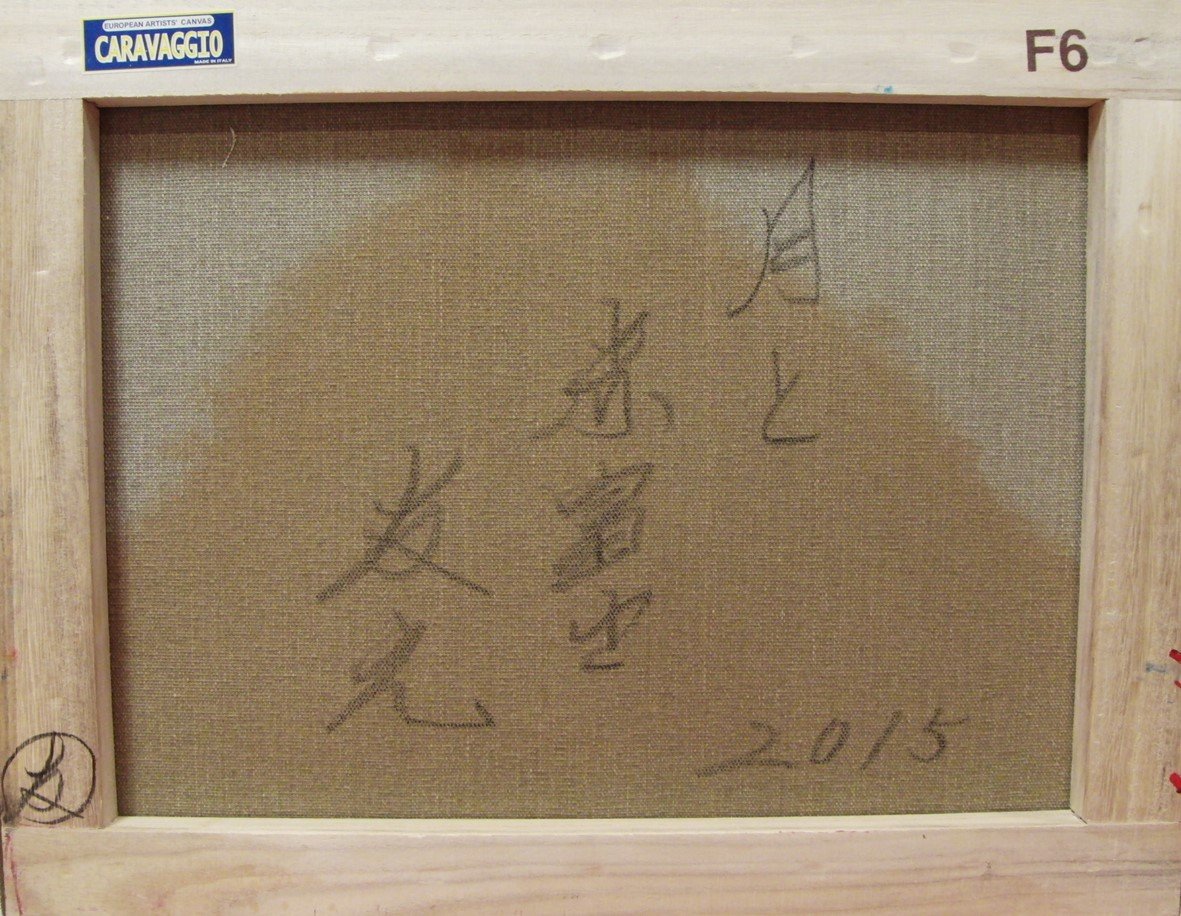 EUROPEAN ARTISTS' CANVAS
CARAVAGGIO
MADE IN ITALY
F6
月と
赤富士
2015